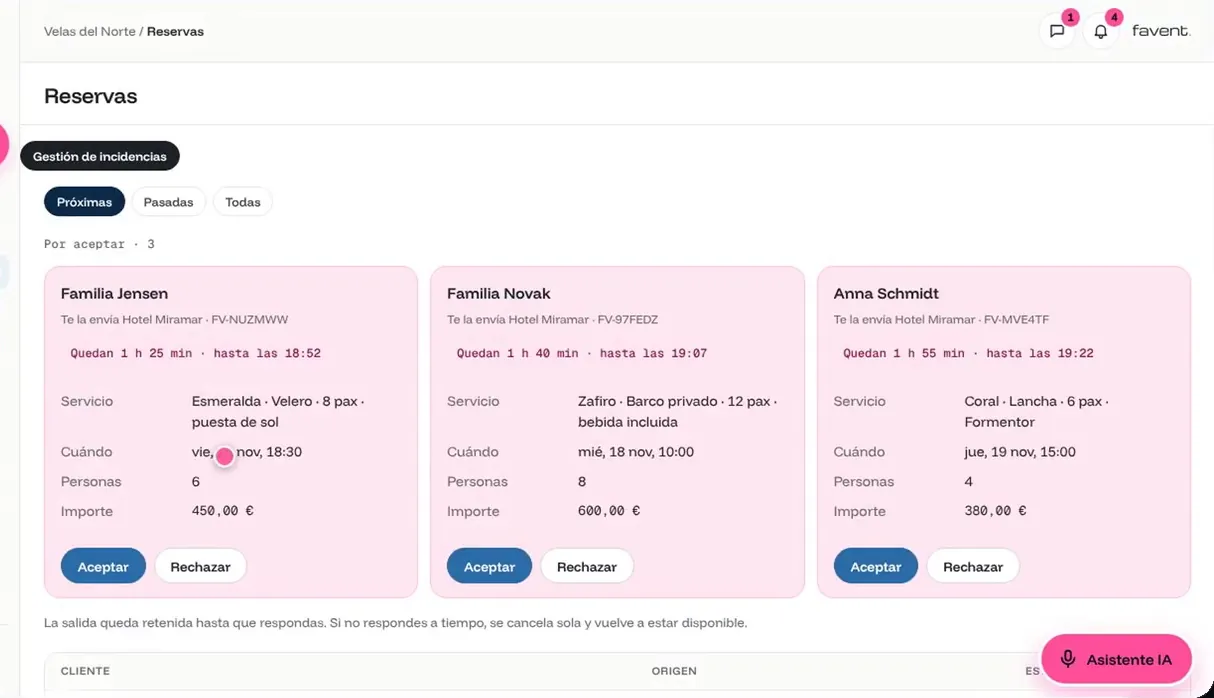 Velas del Norte / Reservas
1
4
favent.
Reservas
Gestión de incidencias
Próximas
Pasadas
Todas
Por aceptar · 3
Familia Jensen
Te la envía Hotel Miramar · FV-NUZMWW
Quedan 1 h 25 min · hasta las 18:52
Servicio
Esmeralda · Velero · 8 pax ·
puesta de sol
Cuándo
vie, nov, 18:30
Personas
6
Importe
450,00 €
Aceptar
Rechazar
Familia Novak
Te la envía Hotel Miramar · FV-97FEDZ
Quedan 1 h 40 min · hasta las 19:07
Servicio
Zafiro · Barco privado · 12 pax ·
bebida incluida
Cuándo
mié, 18 nov, 10:00
Personas
8
Importe
600,00 €
Aceptar
Rechazar
Anna Schmidt
Te la envía Hotel Miramar · FV-MVE4TF
Quedan 1 h 55 min · hasta las 19:22
Servicio
Coral · Lancha · 6 pax ·
Formentor
Cuándo
jue, 19 nov, 15:00
Personas
4
Importe
380,00 €
Aceptar
Rechazar
La salida queda retenida hasta que respondas. Si no respondes a tiempo, se cancela sola y vuelve a estar disponible.
CLIENTE
ORIGEN
Asistente IA